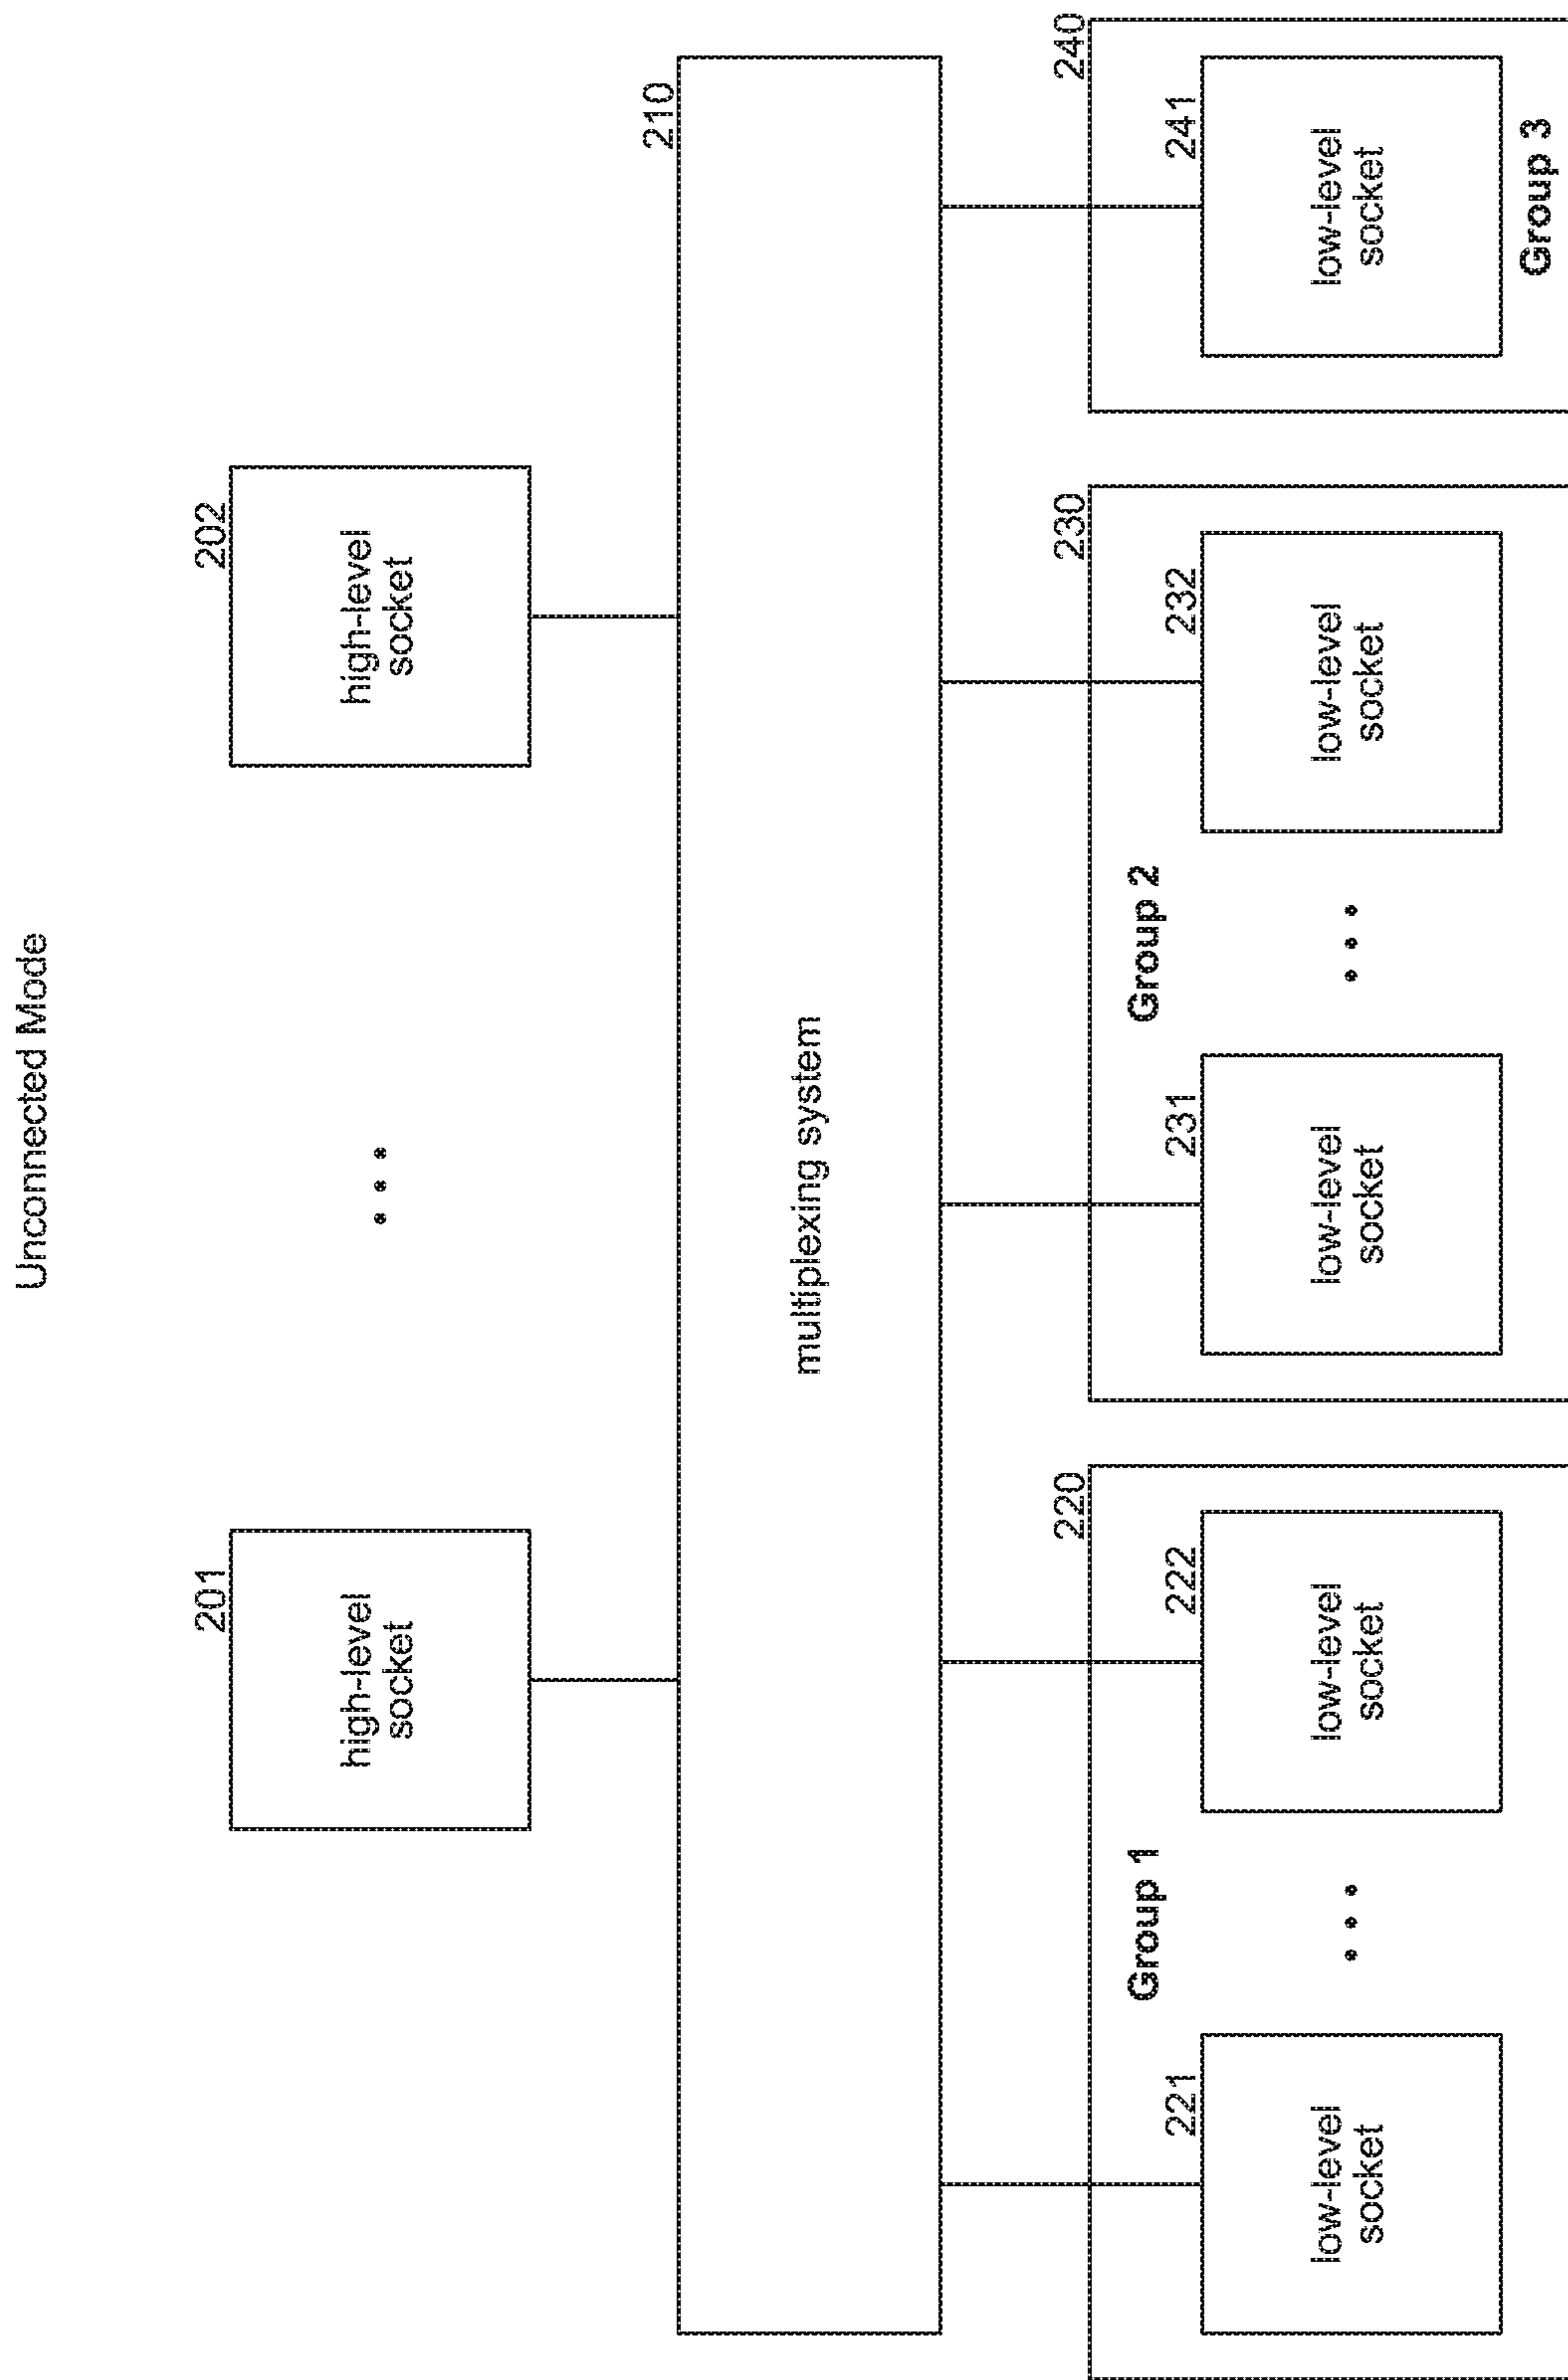 Unconnected Mode
201
high-level
socket
202
high-level
socket
210
multiplexing system
220
Group 1
221
low-level
socket
222
low-level
socket
230
Group 2
231
low-level
socket
232
low-level
socket
240
241
low-level
socket
Group 3